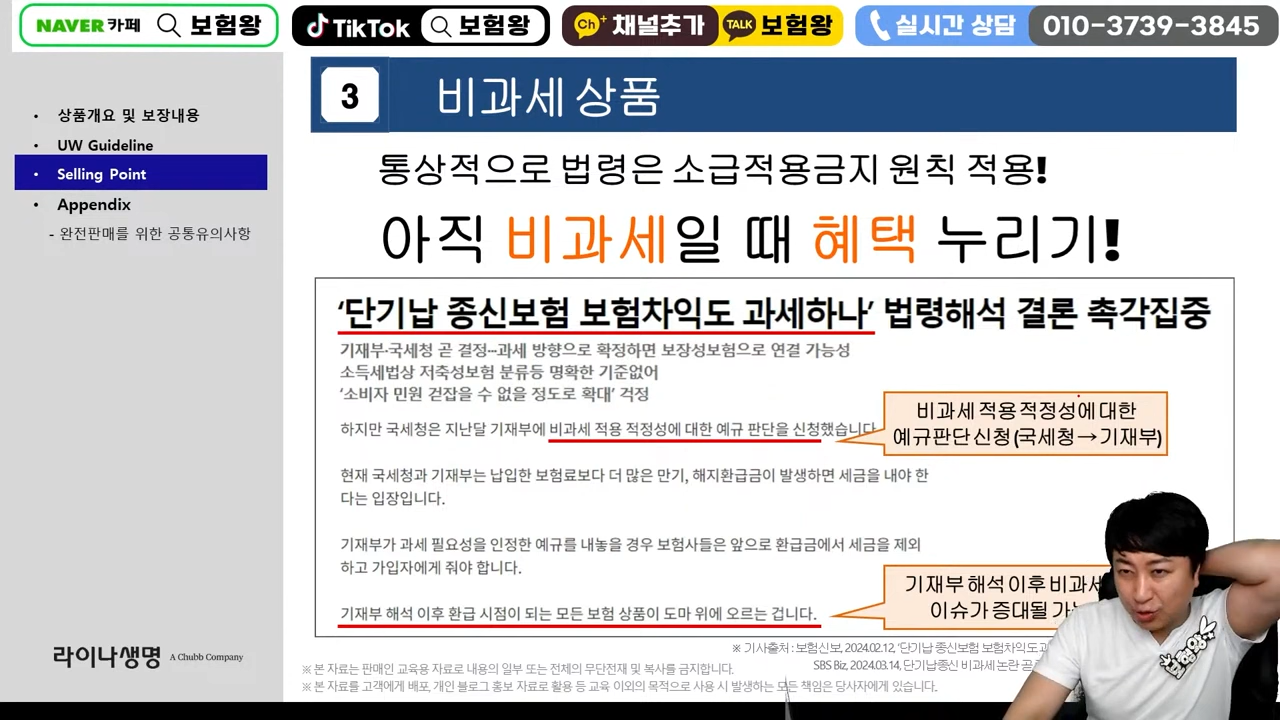 NAVER 카페 보험왕
TikTok 보험왕
Ch+ 채널추가 TALK 보험왕
실시간 상담 010-3739-3845
• 상품개요 및 보장내용
• UW Guideline
• Selling Point
• Appendix
- 완전판매를 위한 공통유의사항
3 비과세 상품
통상적으로 법령은 소급적용금지 원칙 적용!
아직 비과세일 때 혜택 누리기!
‘단기납 종신보험 보험차익도 과세하나’ 법령해석 결론 촉각집중
기재부·국세청 곧 결정…과세 방향으로 확정하면 보장성보험으로 연결 가능성
소득세법상 저축성보험 분류등 명확한 기준없어
‘소비자 민원 걷잡을 수 없을 정도로 확대’ 걱정
하지만 국세청은 지난달 기재부에 비과세 적용 적정성에 대한 예규 판단을 신청했습니다
비과세 적용 적정성에 대한
예규판단 신청 (국세청→기재부)
현재 국세청과 기재부는 납입한 보험료보다 더 많은 만기, 해지환급금이 발생하면 세금을 내야 한
다는 입장입니다.
기재부가 과세 필요성을 인정한 예규를 내놓을 경우 보험사들은 앞으로 환급금에서 세금을 제외
하고 가입자에게 줘야 합니다.
기재부 해석 이후 환급 시점이 되는 모든 보험 상품이 도마 위에 오르는 겁니다.
기재부 해석 이후 비과세
이슈가 증대될
※ 기사출처 : 보험신보, 2024.02.12, ‘단기납 종신보험 보험차익도
SBS Biz, 2024.03.14, 단기납종신 비과세 논란
※ 본 자료는 판매인 교육용 자료로 내용의 일부 또는 전체의 무단전재 및 복사를 금지합니다.
※ 본 자료를 고객에게 배포, 개인 블로그 홍보 자료로 활용 등 교육 이외의 목적으로 사용 시 발생하는 모든 책임은 당사자에게 있습니다.
라이나생명 A Chubb Company
보험왕